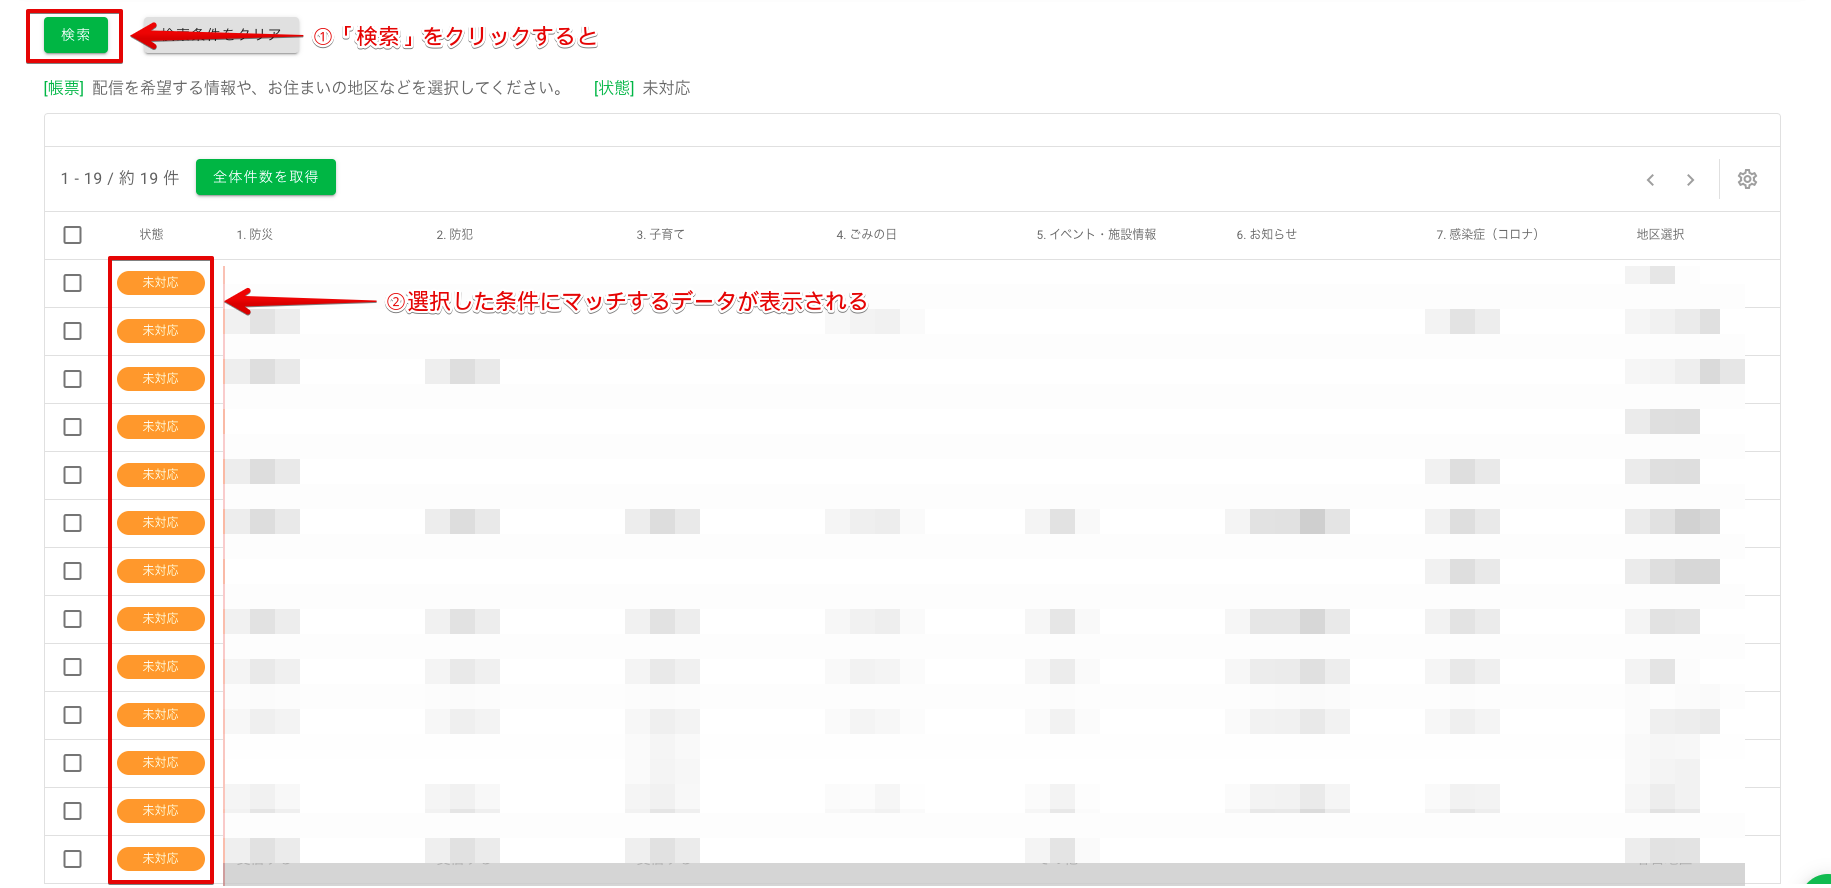 検索 検索条件をクリア ①「検索」をクリックすると
[帳票] 配信を希望する情報や、お住まいの地区などを選択してください。 [状態] 未対応
1 - 19 / 約 19 件 全体件数を取得
状態 1. 防災 2. 防犯 3. 子育て 4. ごみの日 5. イベント・施設情報 6. お知らせ 7. 感染症（コロナ） 地区選択
未対応
②選択した条件にマッチするデータが表示される
未対応
未対応
未対応
未対応
未対応
未対応
未対応
未対応
未対応
未対応
未対応
未対応